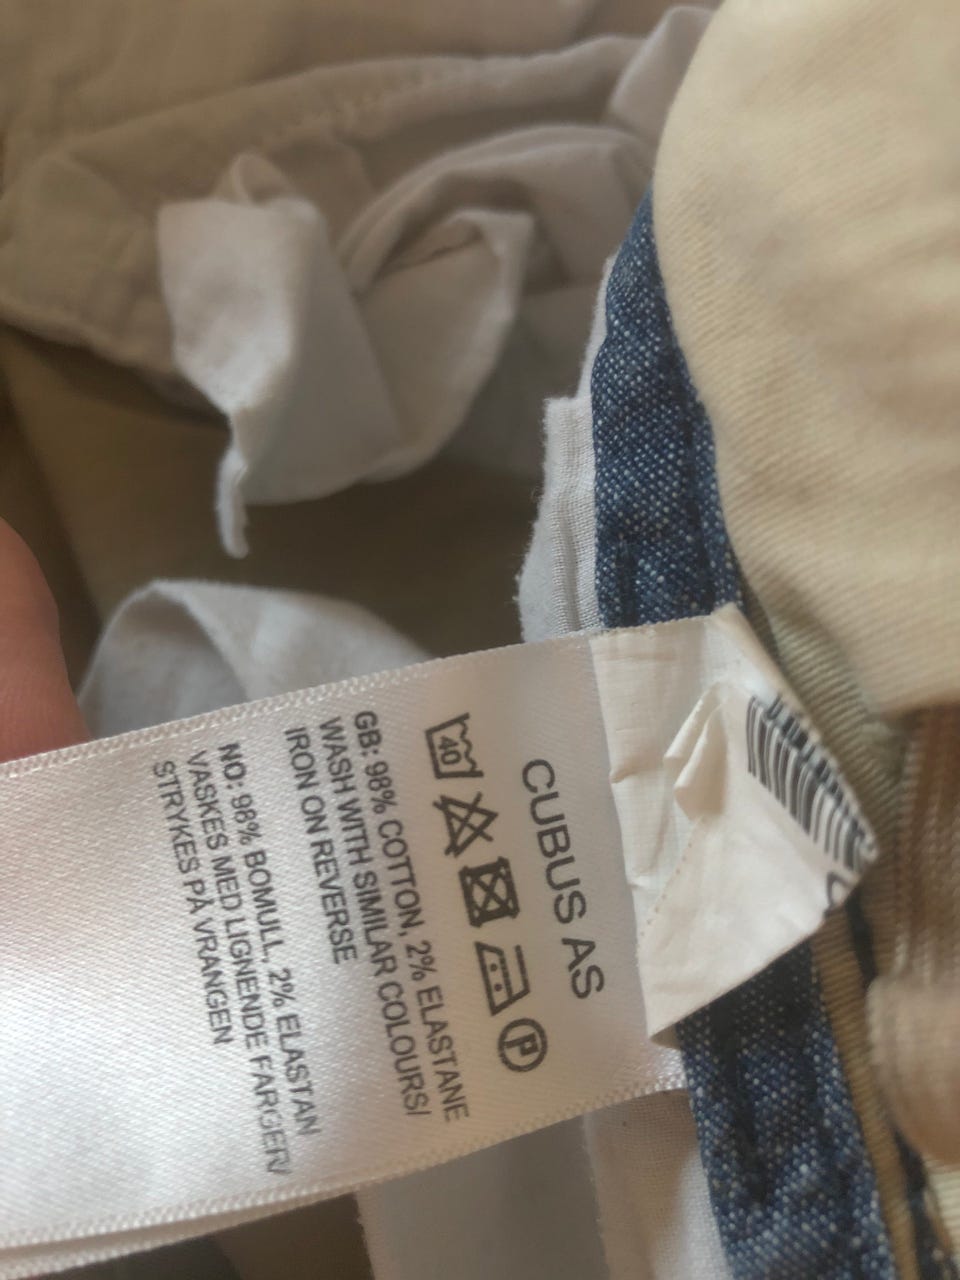 CUBUS AS
40
P
GB: 98% COTTON, 2% ELASTANE
WASH WITH SIMILAR COLOURS/
IRON ON REVERSE
NO: 98% BOMULL, 2% ELASTAN
VASKES MED LIGNENDE FARGER/
STRYKES PÅ VRANGEN